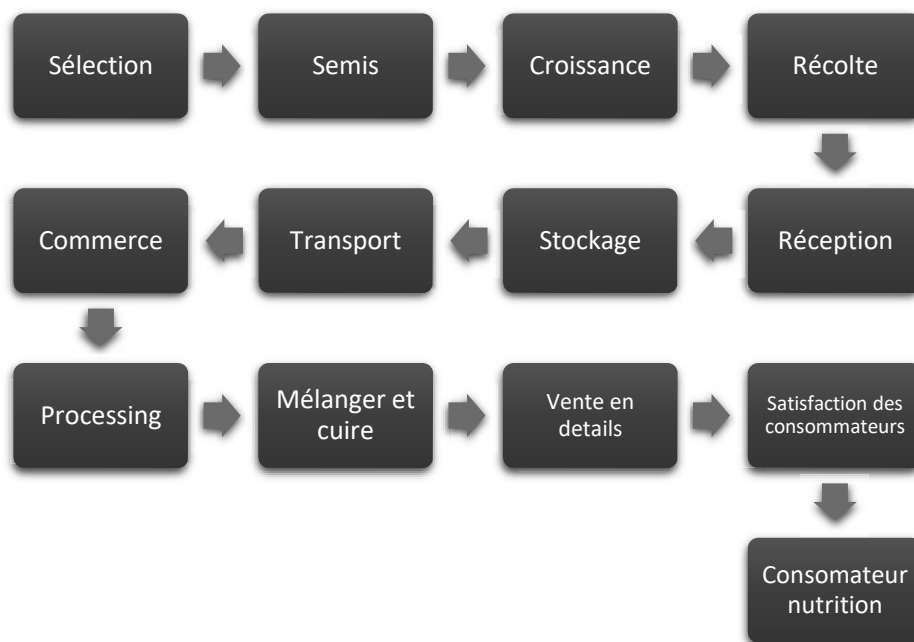 Sélection
Semis
Croissance
Récolte
Réception
Stockage
Transport
Commerce
Processing
Mélanger et
cuire
Vente en
details
Satisfaction des
consommateurs
Consomateur
nutrition